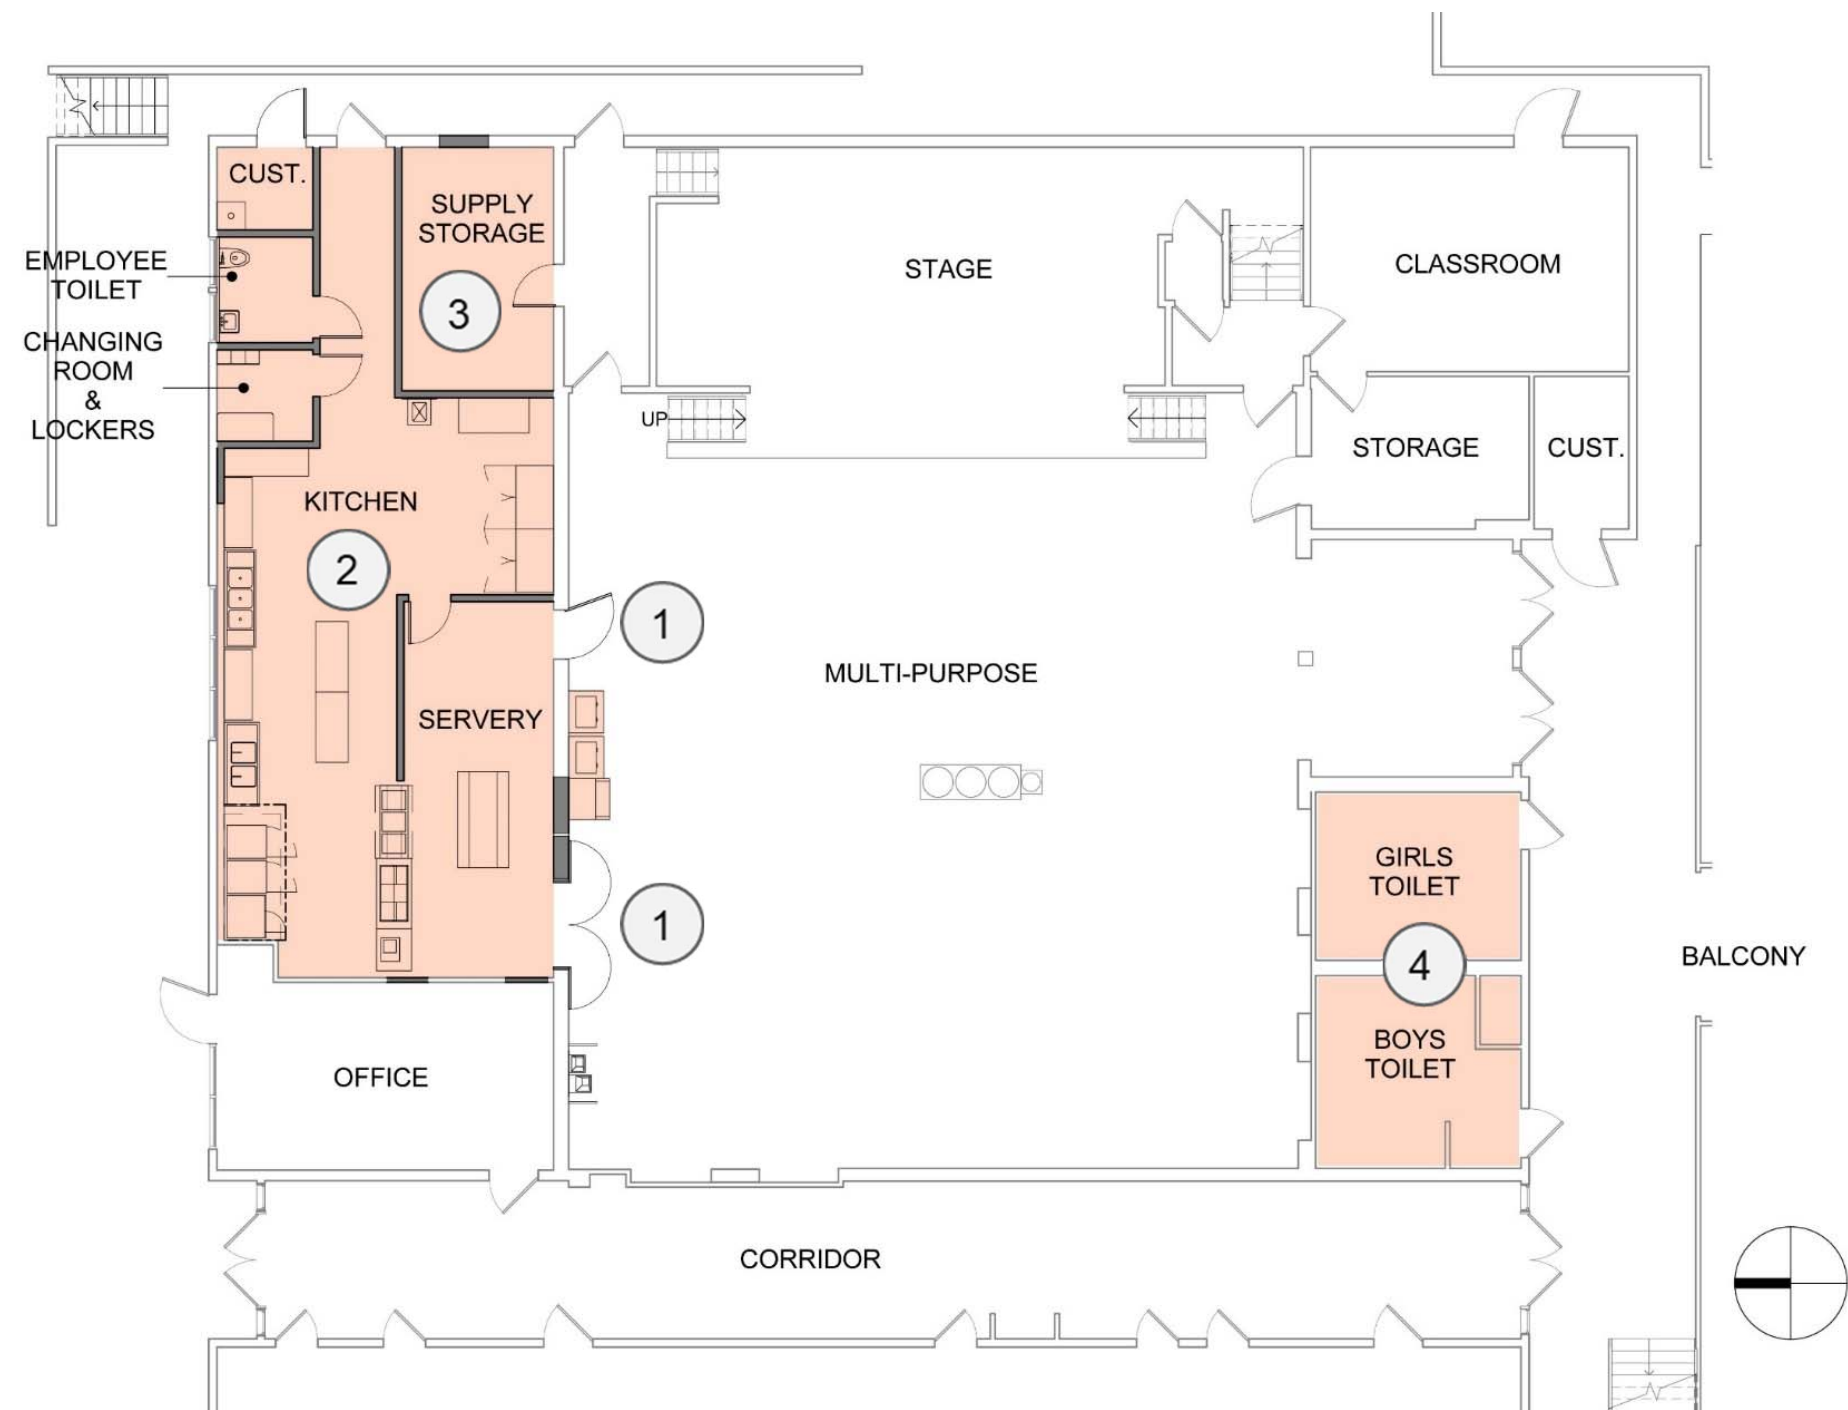 CUST.
SUPPLY
STORAGE
3
EMPLOYEE
TOILET
CHANGING
ROOM
&
LOCKERS
STAGE
CLASSROOM
UP
STORAGE
CUST.
KITCHEN
2
1
MULTI-PURPOSE
SERVERY
1
GIRLS
TOILET
4
BOYS
TOILET
BALCONY
OFFICE
CORRIDOR